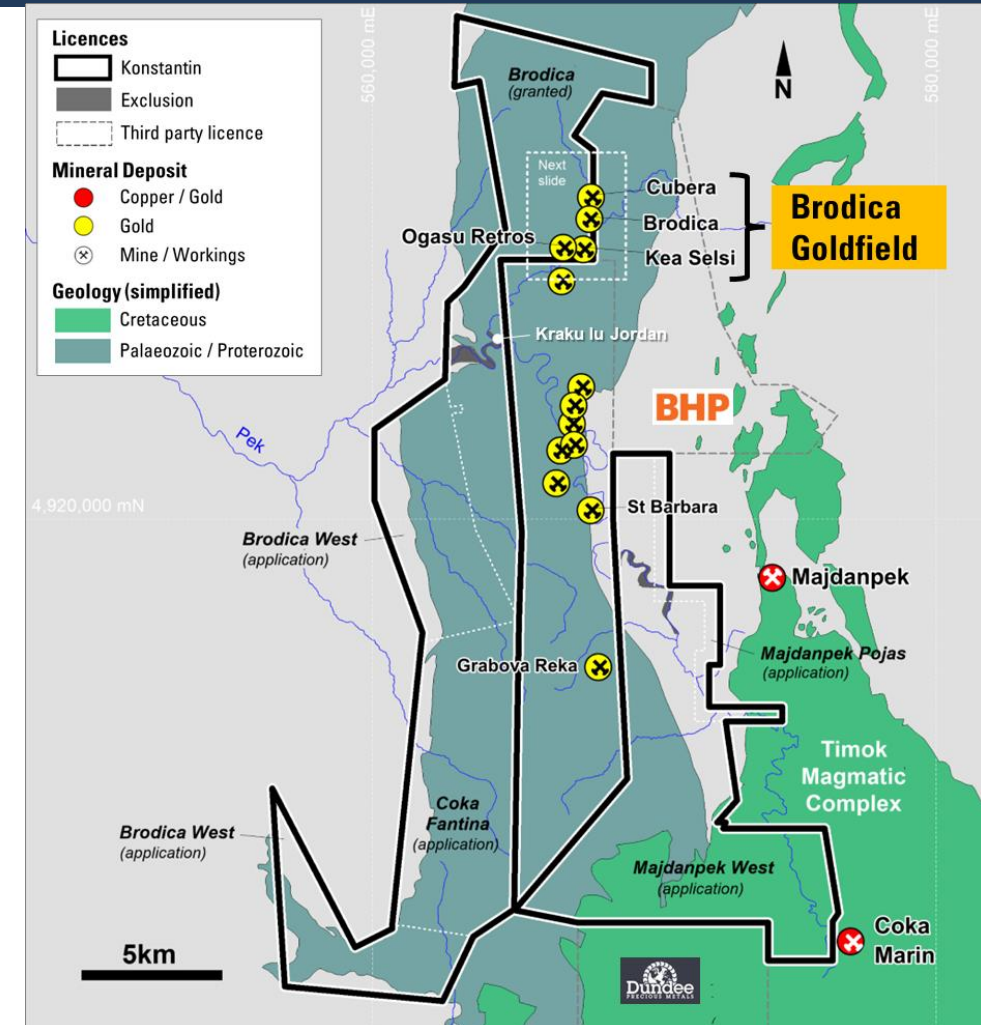 Licences
Konstantin
Exclusion
Third party licence
Mineral Deposit
Copper / Gold
Gold
Mine / Workings
Geology (simplified)
Cretaceous
Palaeozoic / Proterozoic
560,000 mE
580,000 mE
N
Brodica
(granted)
Next
slide
Cubera
Brodica
Ogasu Retros
Kea Selsi
Brodica
Goldfield
Kraku lu Jordan
BHP
Pek
4,920,000 mN
St Barbara
Brodica West
(application)
Majdanpek
Majdanpek Pojas
(application)
Grabova Reka
Timok
Magmatic
Complex
Coka
Fantina
(application)
Brodica West
(application)
Majdanpek West
(application)
Coka
Marin
5km
Dundee
PRECIOUS METALS